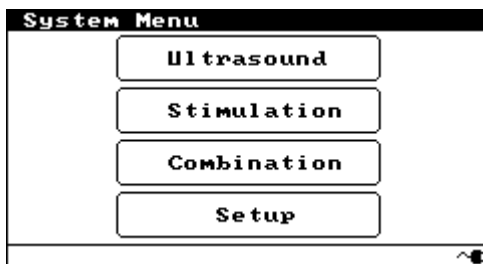 System Menu
Ultrasound
Stimulation
Combination
Setup